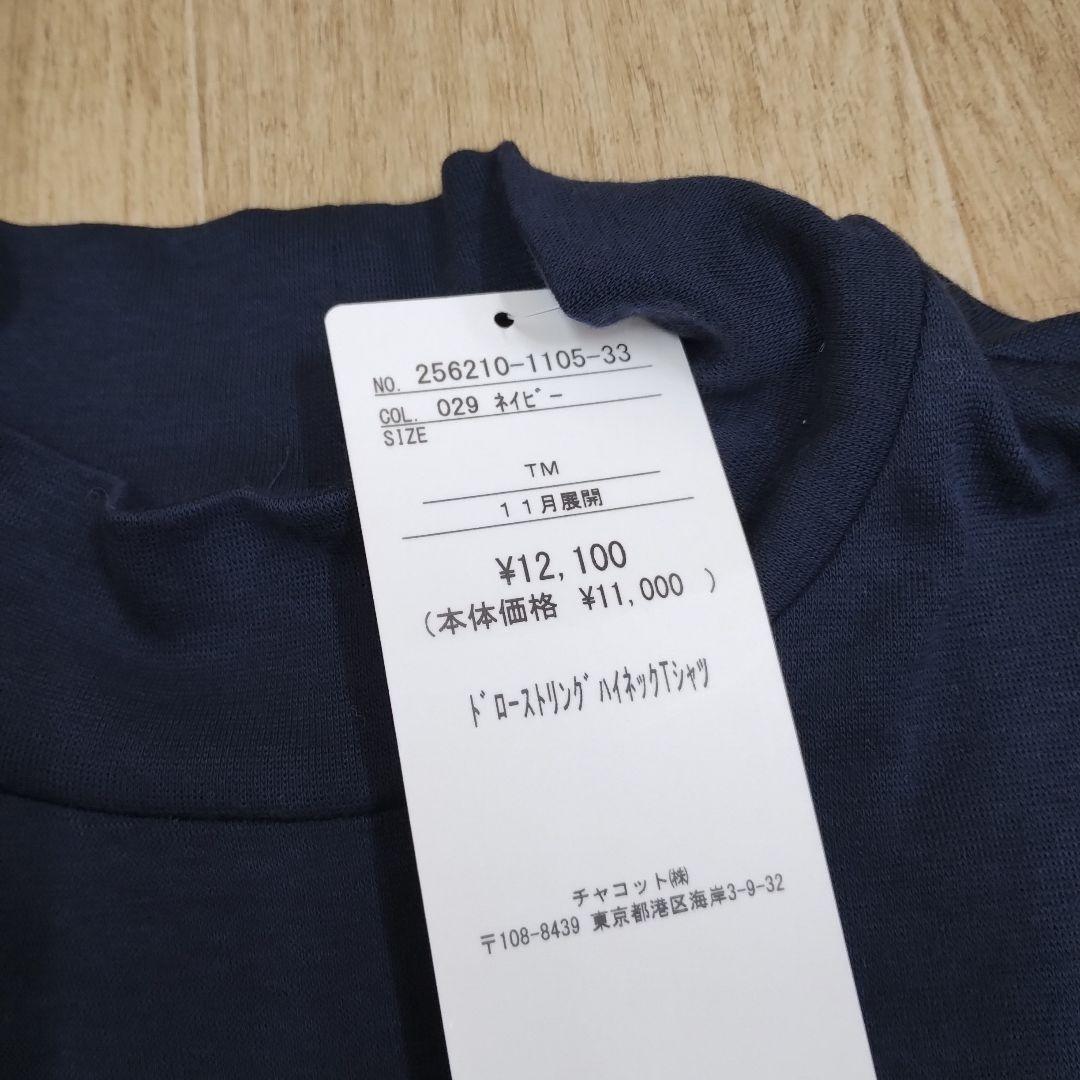 NO. 256210-1105-33
COL. 029 ネイビー
SIZE
TM
11月展開
¥12,100
(本体価格 ¥11,000 )
ドローストリングハイネックTシャツ
チャコット㈱
〒108-8439 東京都港区海岸3-9-32